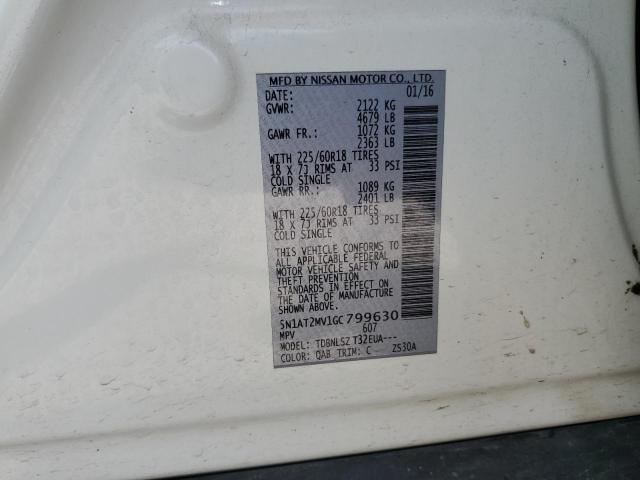 MFD BY NISSAN MOTOR CO., LTD.
DATE: 01/16
GVWR: 2122 KG
4679 LB
GAWR FR.: 1072 KG
2363 LB
WITH 225/60R18 TIRES
18 X 7J RIMS AT 33 PSI
COLD SINGLE
GAWR RR.: 1089 KG
2401 LB
WITH 225/60R18 TIRES
18 X 7J RIMS AT 33 PSI
COLD SINGLE
THIS VEHICLE CONFORMS TO
ALL APPLICABLE FEDERAL
MOTOR VEHICLE SAFETY AND
THEFT PREVENTION
STANDARDS IN EFFECT ON
THE DATE OF MANUFACTURE
SHOWN ABOVE.
5N1AT2MV1GC799630
MPV 607
MODEL: TDBNLSZ T32EUA---
COLOR: QAB TRIM: C ZS30A